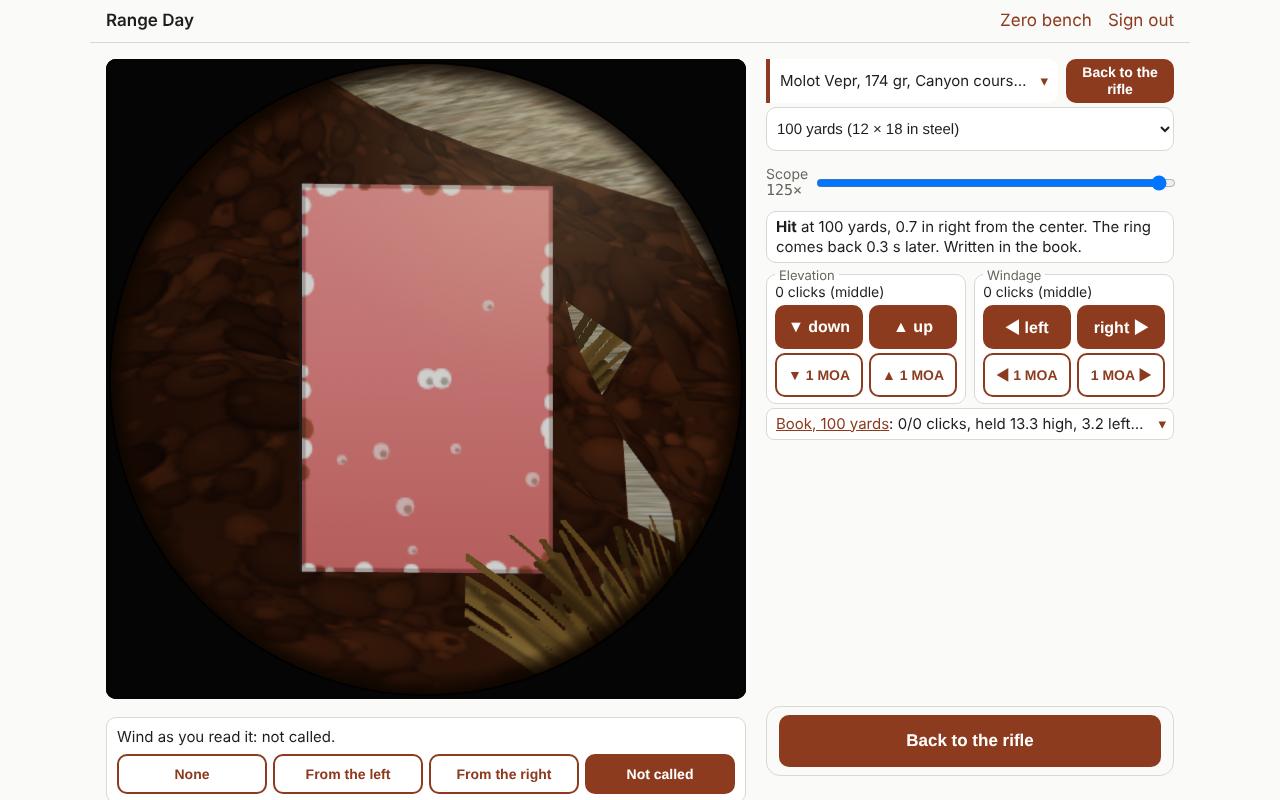 Range Day
Zero bench
Sign out
Molot Vepr, 174 gr, Canyon cours...
Back to the
rifle
100 yards (12 × 18 in steel)
Scope
125×
Hit at 100 yards, 0.7 in right from the center. The ring
comes back 0.3 s later. Written in the book.
Elevation
0 clicks (middle)
▼ down
▲ up
▼ 1 MOA
▲ 1 MOA
Windage
0 clicks (middle)
◀ left
right ▶
◀ 1 MOA
1 MOA ▶
Book, 100 yards: 0/0 clicks, held 13.3 high, 3.2 left...
Back to the rifle
Wind as you read it: not called.
None
From the left
From the right
Not called